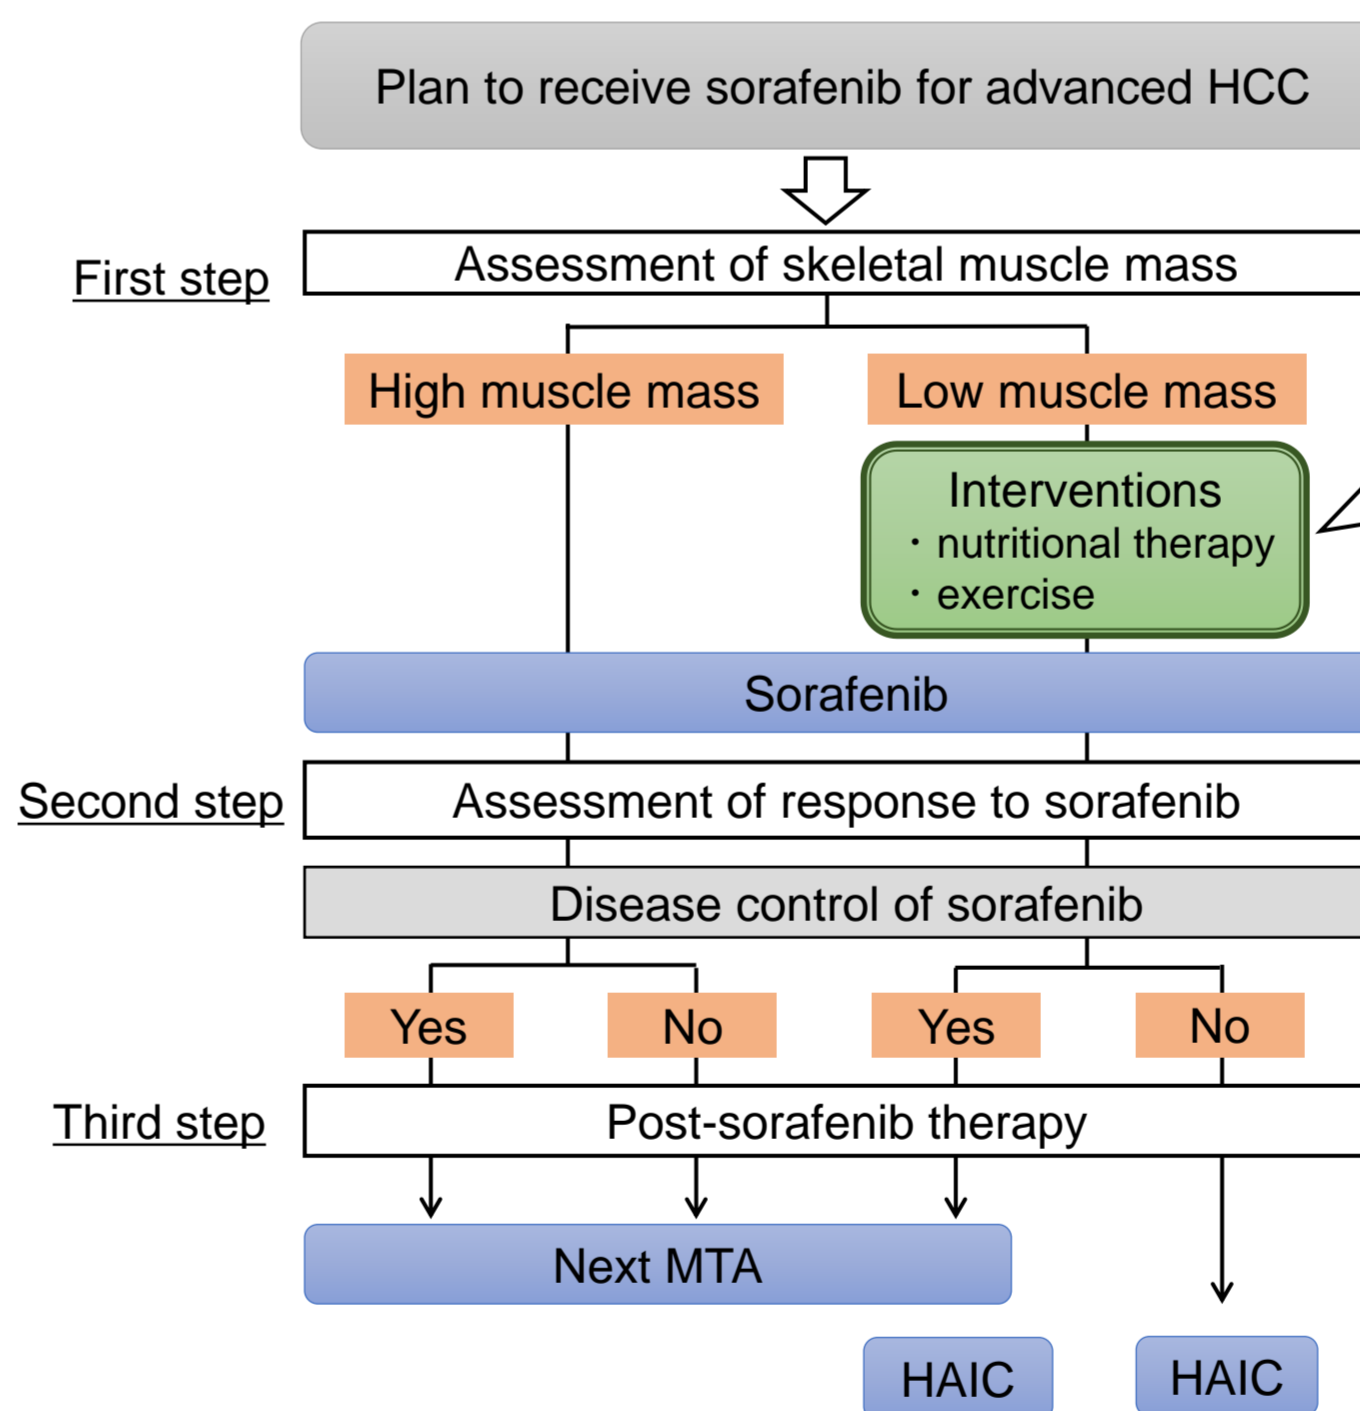 Plan to receive sorafenib for advanced HCC
First step
Assessment of skeletal muscle mass
High muscle mass
Low muscle mass
Interventions
・nutritional therapy
・exercise
Sorafenib
Second step
Assessment of response to sorafenib
Disease control of sorafenib
Yes
No
Yes
No
Third step
Post-sorafenib therapy
Next MTA
HAIC
HAIC